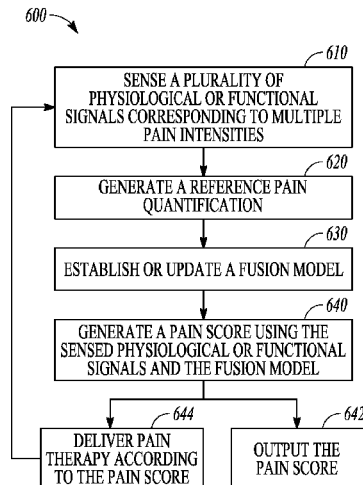 600
610
SENSE A PLURALITY OF
PHYSIOLOGICAL OR FUNCTIONAL
SIGNALS CORRESPONDING TO MULTIPLE
PAIN INTENSITIES
620
GENERATE A REFERENCE PAIN
QUANTIFICATION
630
ESTABLISH OR UPDATE A FUSION MODEL
640
GENERATE A PAIN SCORE USING THE
SENSED PHYSIOLOGICAL OR FUNCTIONAL
SIGNALS AND THE FUSION MODEL
644
DELIVER PAIN
THERAPY ACCORDING
TO THE PAIN SCORE
642
OUTPUT THE
PAIN SCORE